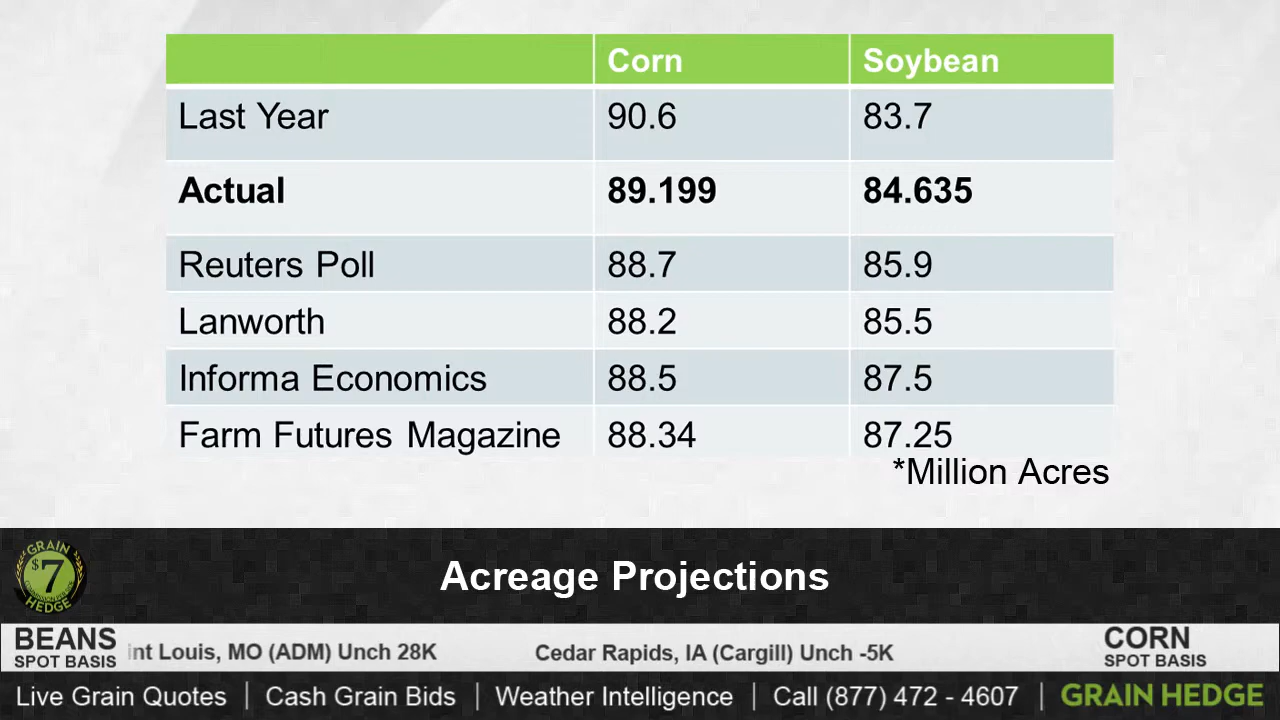 Corn Soybean
Last Year 90.6 83.7
Actual 89.199 84.635
Reuters Poll 88.7 85.9
Lanworth 88.2 85.5
Informa Economics 88.5 87.5
Farm Futures Magazine 88.34 87.25
*Million Acres
GRAIN
$7
HEDGE
Acreage Projections
BEANS
SPOT BASIS
int Louis, MO (ADM) Unch 28K
Cedar Rapids, IA (Cargill) Unch -5K
CORN
SPOT BASIS
Live Grain Quotes | Cash Grain Bids | Weather Intelligence | Call (877) 472 - 4607 | GRAIN HEDGE